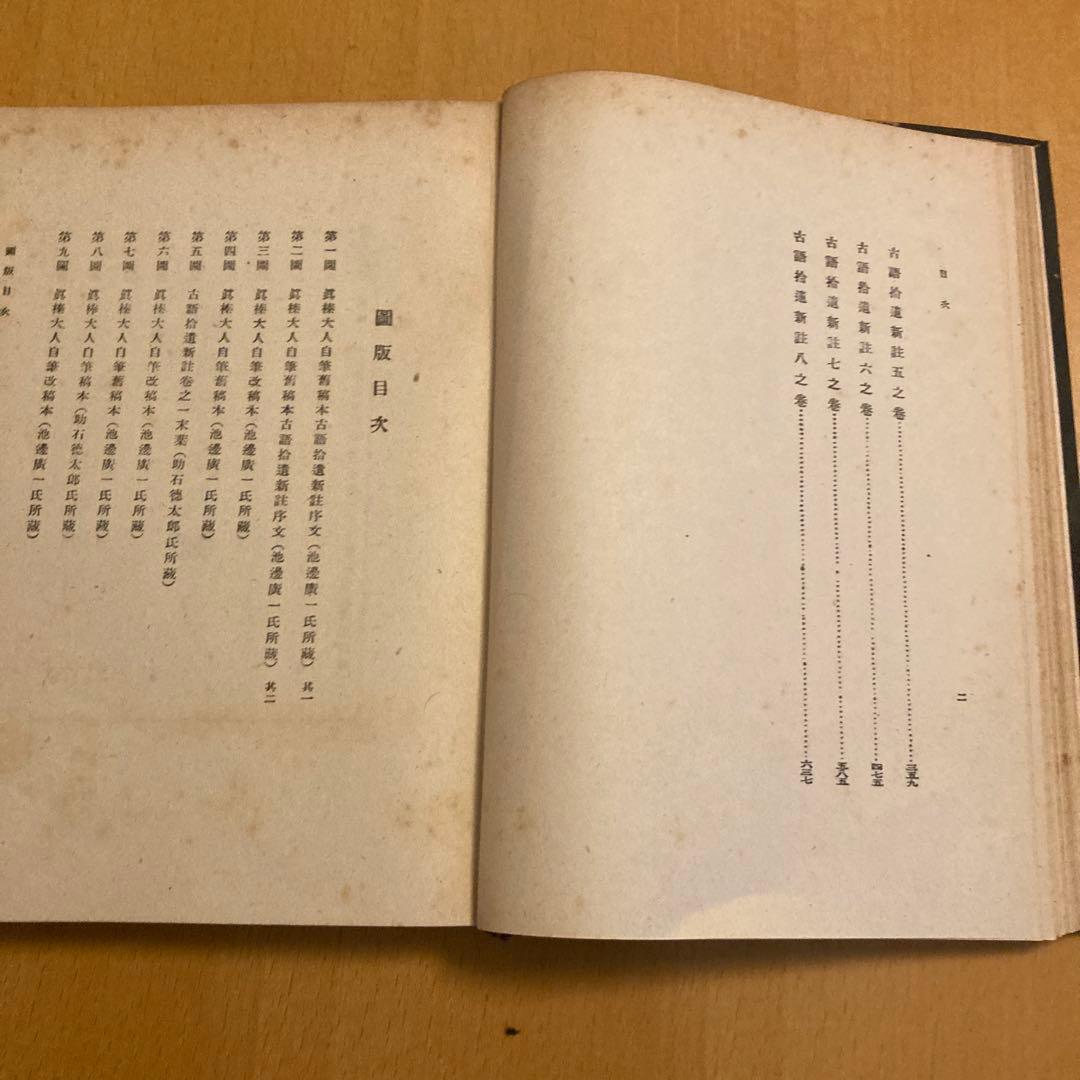 目次
二
古語拾遺新註五之卷……………三五九
古語拾遺新註六之卷……………四七五
古語拾遺新註七之卷……………五八五
古語拾遺新註八之卷……………六三七
圖版目次
第一圖 眞榛大人自筆舊稿本古語拾遺新註序文(池邊廣一氏所藏) 其一
第二圖 眞榛大人自筆舊稿本古語拾遺新註序文(池邊廣一氏所藏) 其二
第三圖 眞榛大人自筆改稿本(池邊廣一氏所藏)
第四圖 眞榛大人自筆舊稿本(池邊廣一氏所藏)
第五圖 古語拾遺新註卷之一末葉(助石德太郎氏所藏)
第六圖 眞榛大人自筆改稿本(池邊廣一氏所藏)
第七圖 眞榛大人自筆舊稿本(池邊廣一氏所藏)
第八圖 眞榛大人自筆稿本(助石德太郎氏所藏)
第九圖 眞榛大人自筆改稿本(池邊廣一氏所藏)
圖版目次